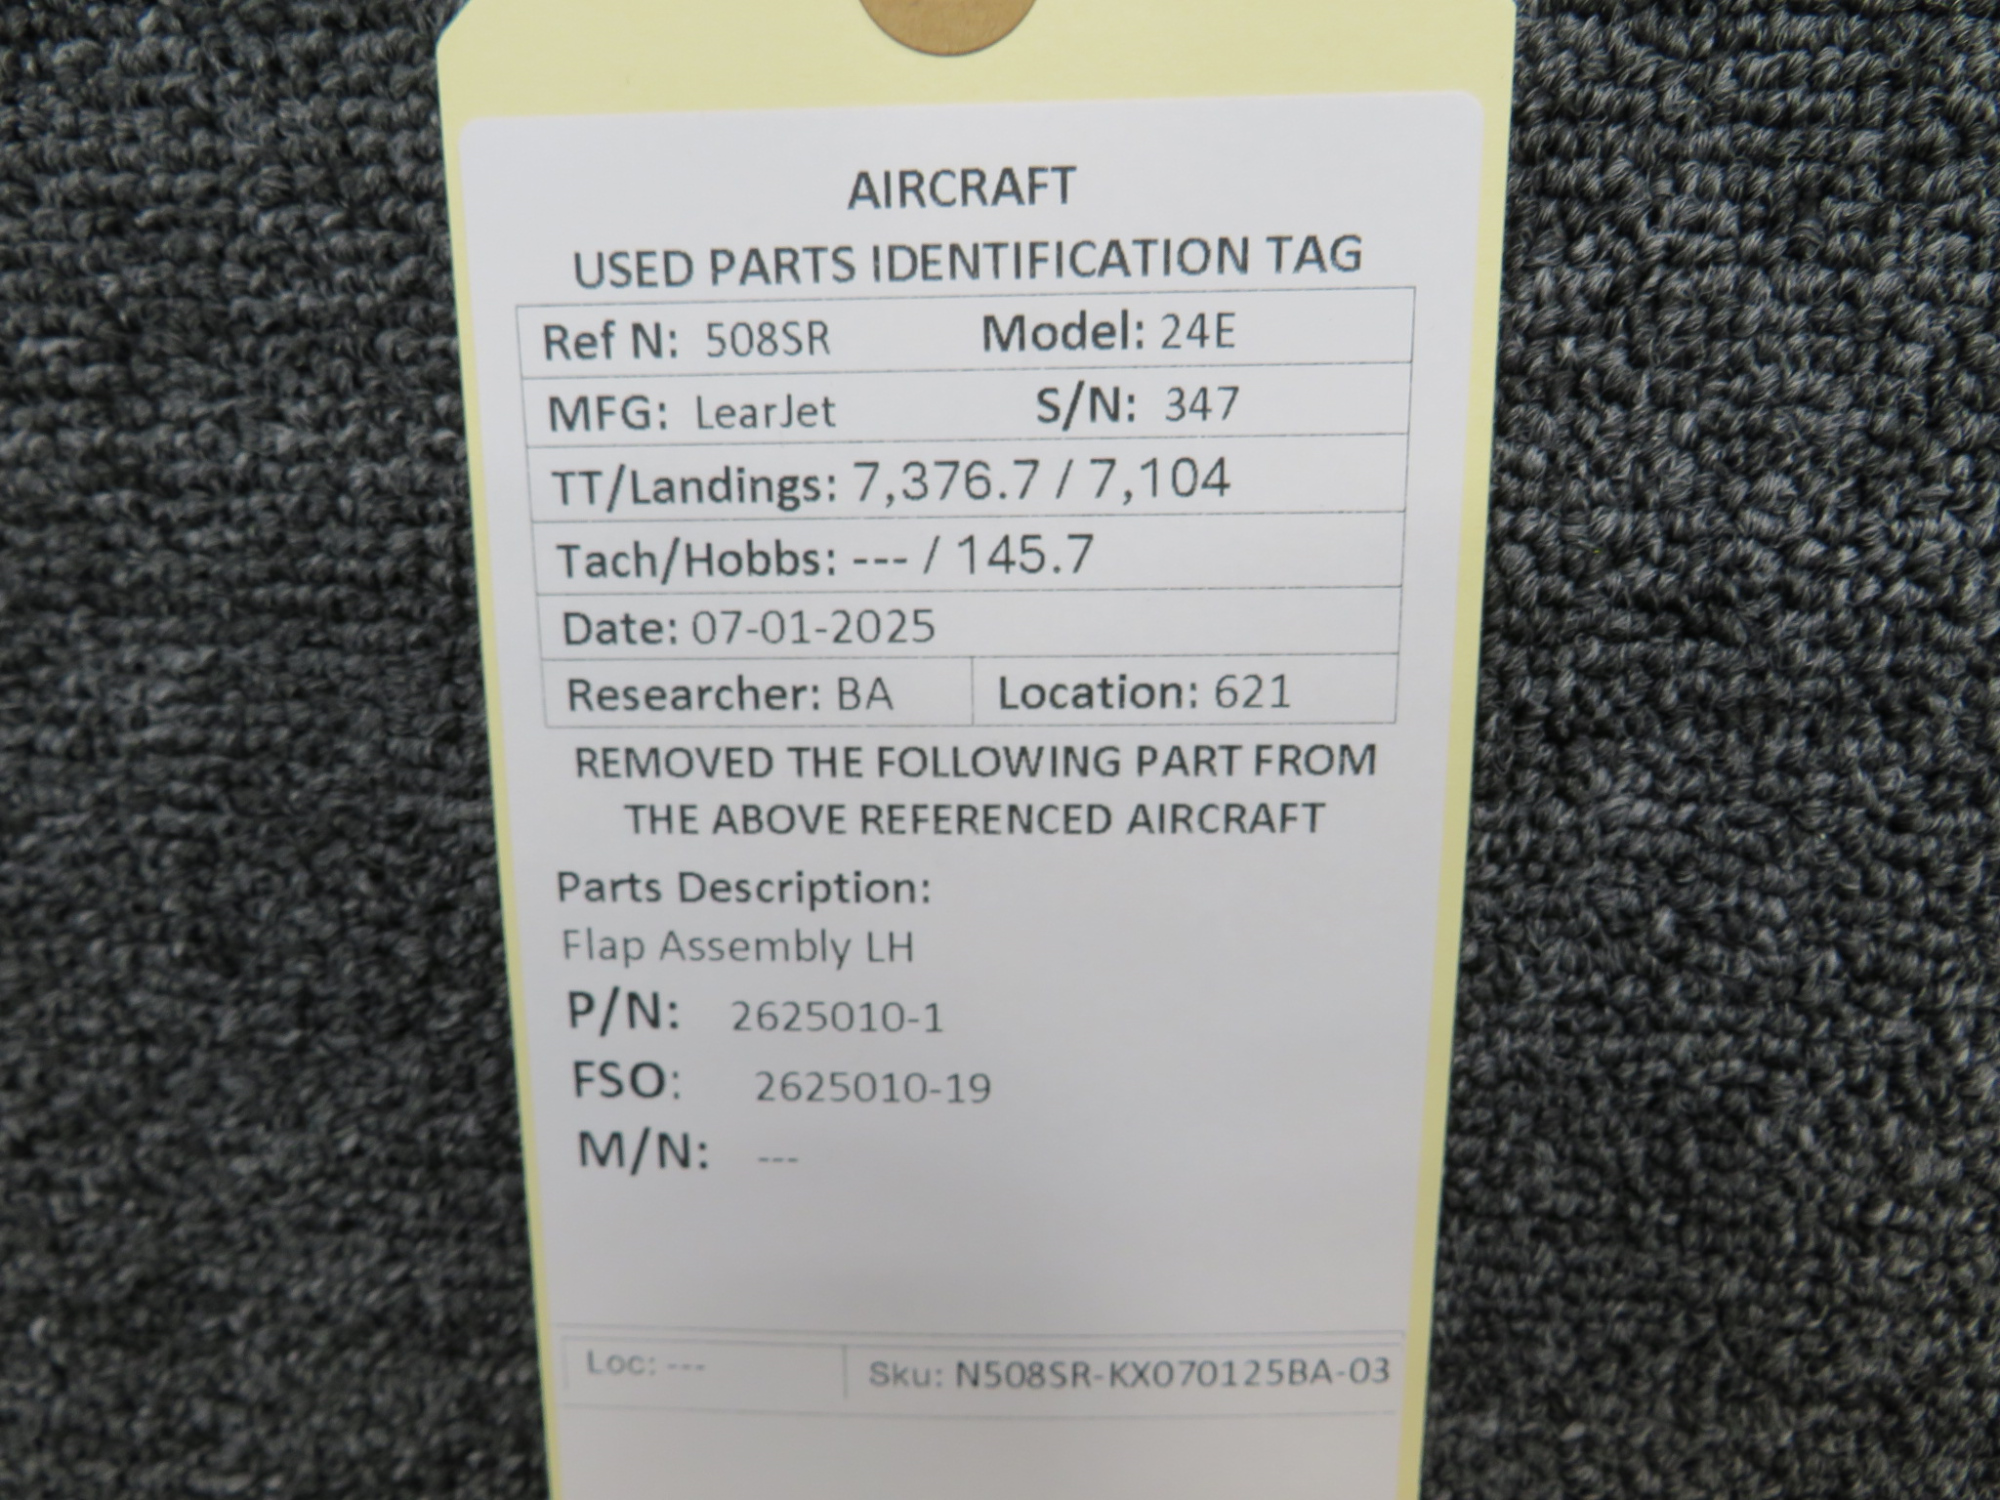 AIRCRAFT
USED PARTS IDENTIFICATION TAG
Ref N: 508SR Model: 24E
MFG: LearJet S/N: 347
TT/Landings: 7,376.7 / 7,104
Tach/Hobbs: --- / 145.7
Date: 07-01-2025
Researcher: BA Location: 621
REMOVED THE FOLLOWING PART FROM
THE ABOVE REFERENCED AIRCRAFT
Parts Description:
Flap Assembly LH
P/N: 2625010-1
FSO: 2625010-19
M/N: ---
Loc: --- Sku: N508SR-KX070125BA-03